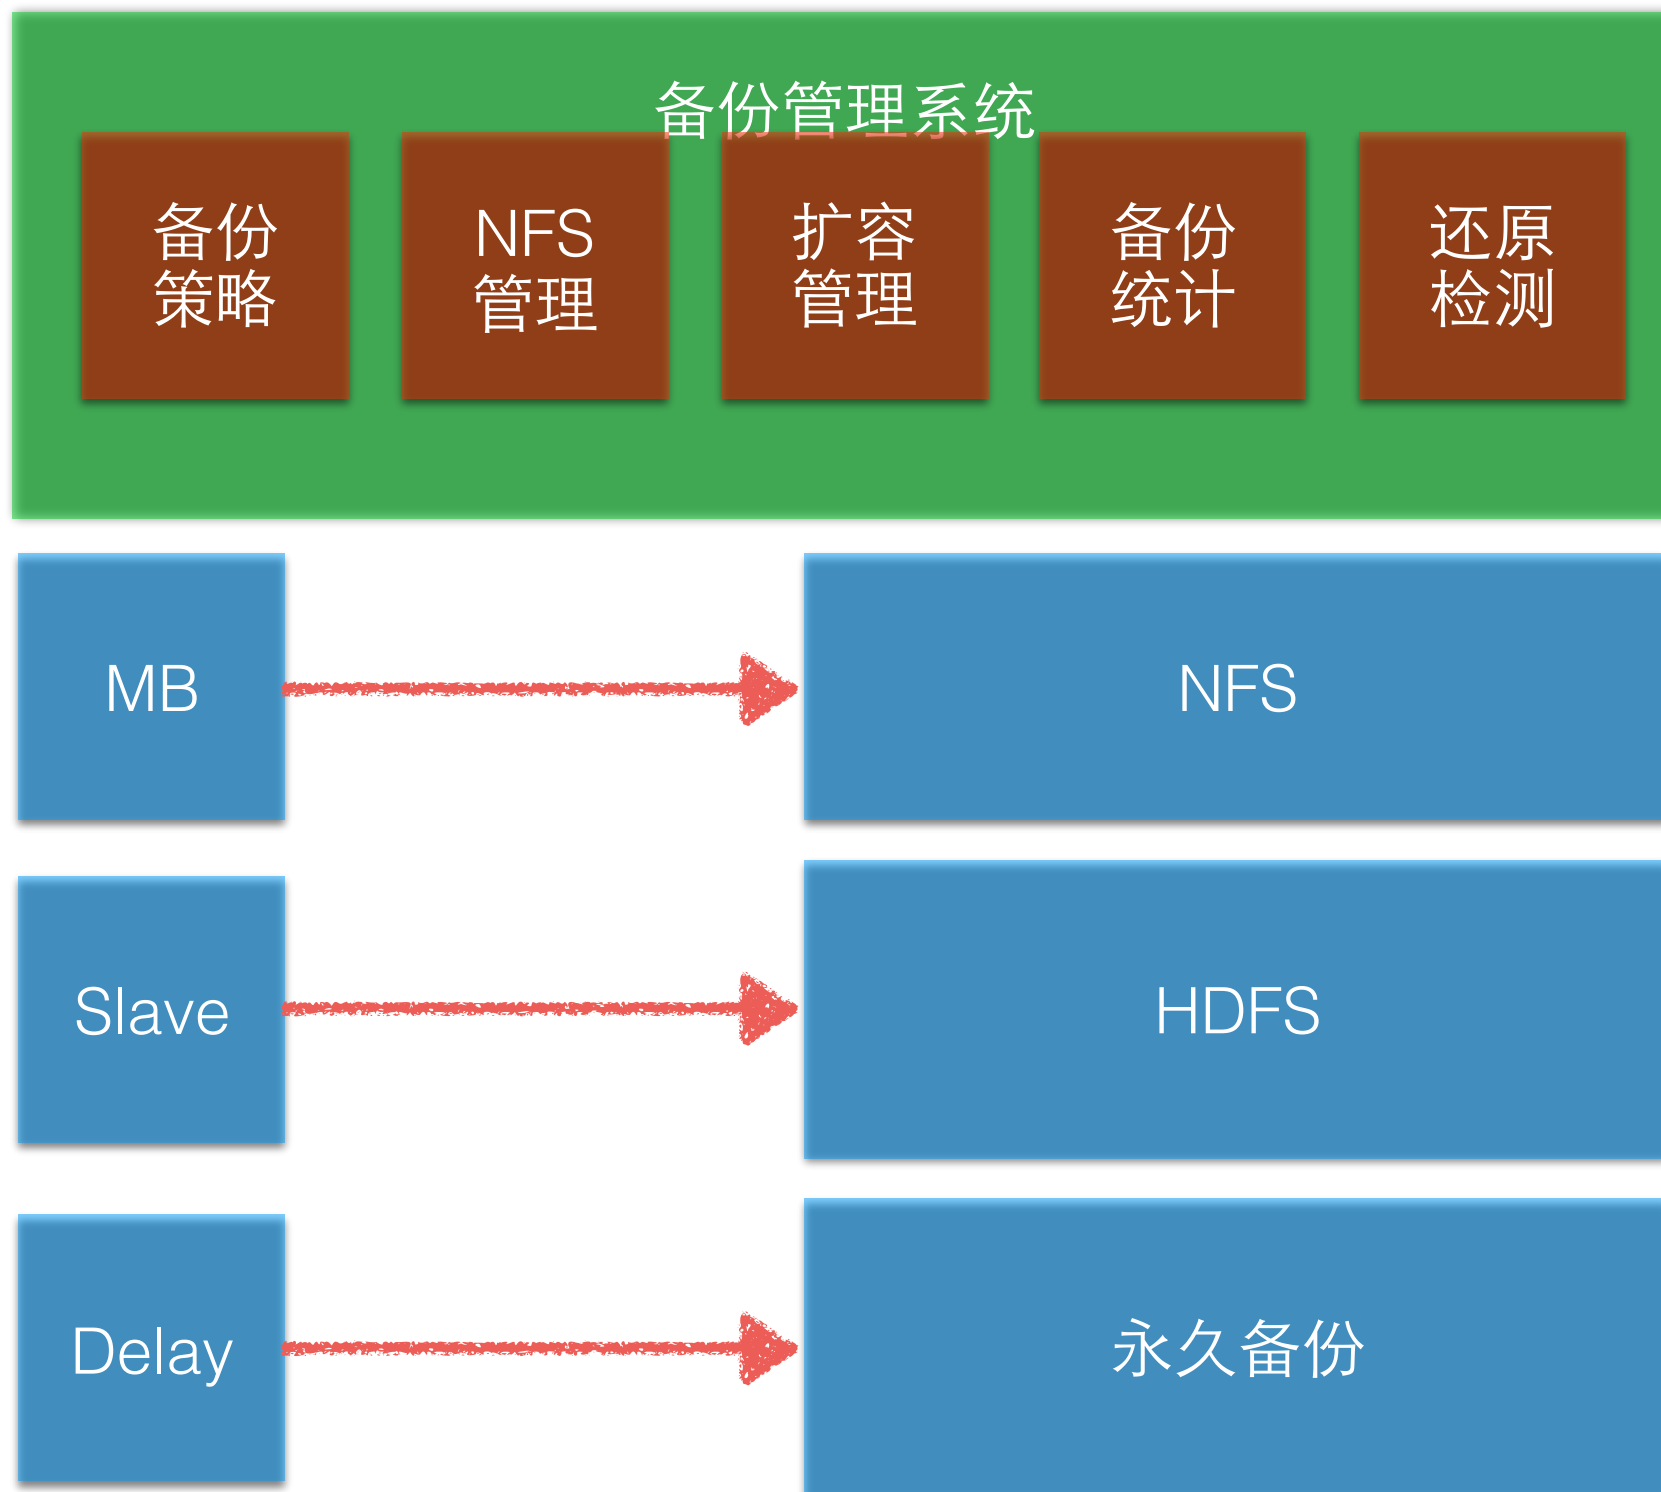 备份管理系统
备份
策略
NFS
管理
扩容
管理
备份
统计
还原
检测
MB
NFS
Slave
HDFS
Delay
永久备份